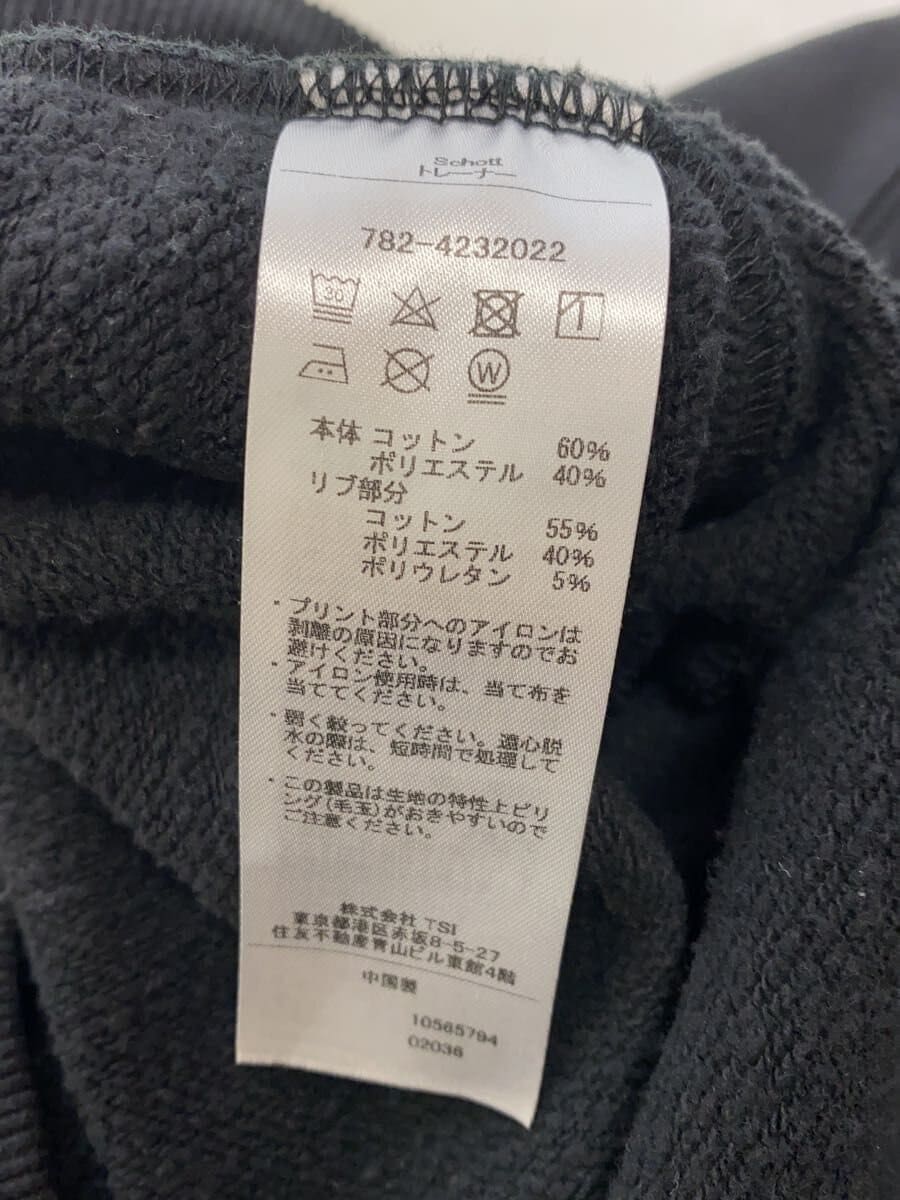 Schott
トレーナー
782-4232022
30
W
本体 コットン 60%
ポリエステル 40%
リブ部分
コットン 55%
ポリエステル 40%
ポリウレタン 5%
・プリント部分へのアイロンは
剥離の原因になりますのでお
避けください。
・アイロン使用時は、当て布を
当ててください。
・弱く絞ってください。遠心脱
水の際は、短時間で処理して
ください。
・この製品は生地の特性上ピリ
ング(毛玉)がおきやすいので
ご注意ください。
株式会社 TSI
東京都港区赤坂8-5-27
住友不動産青山ビル東館4階
中国製
10565794
02036